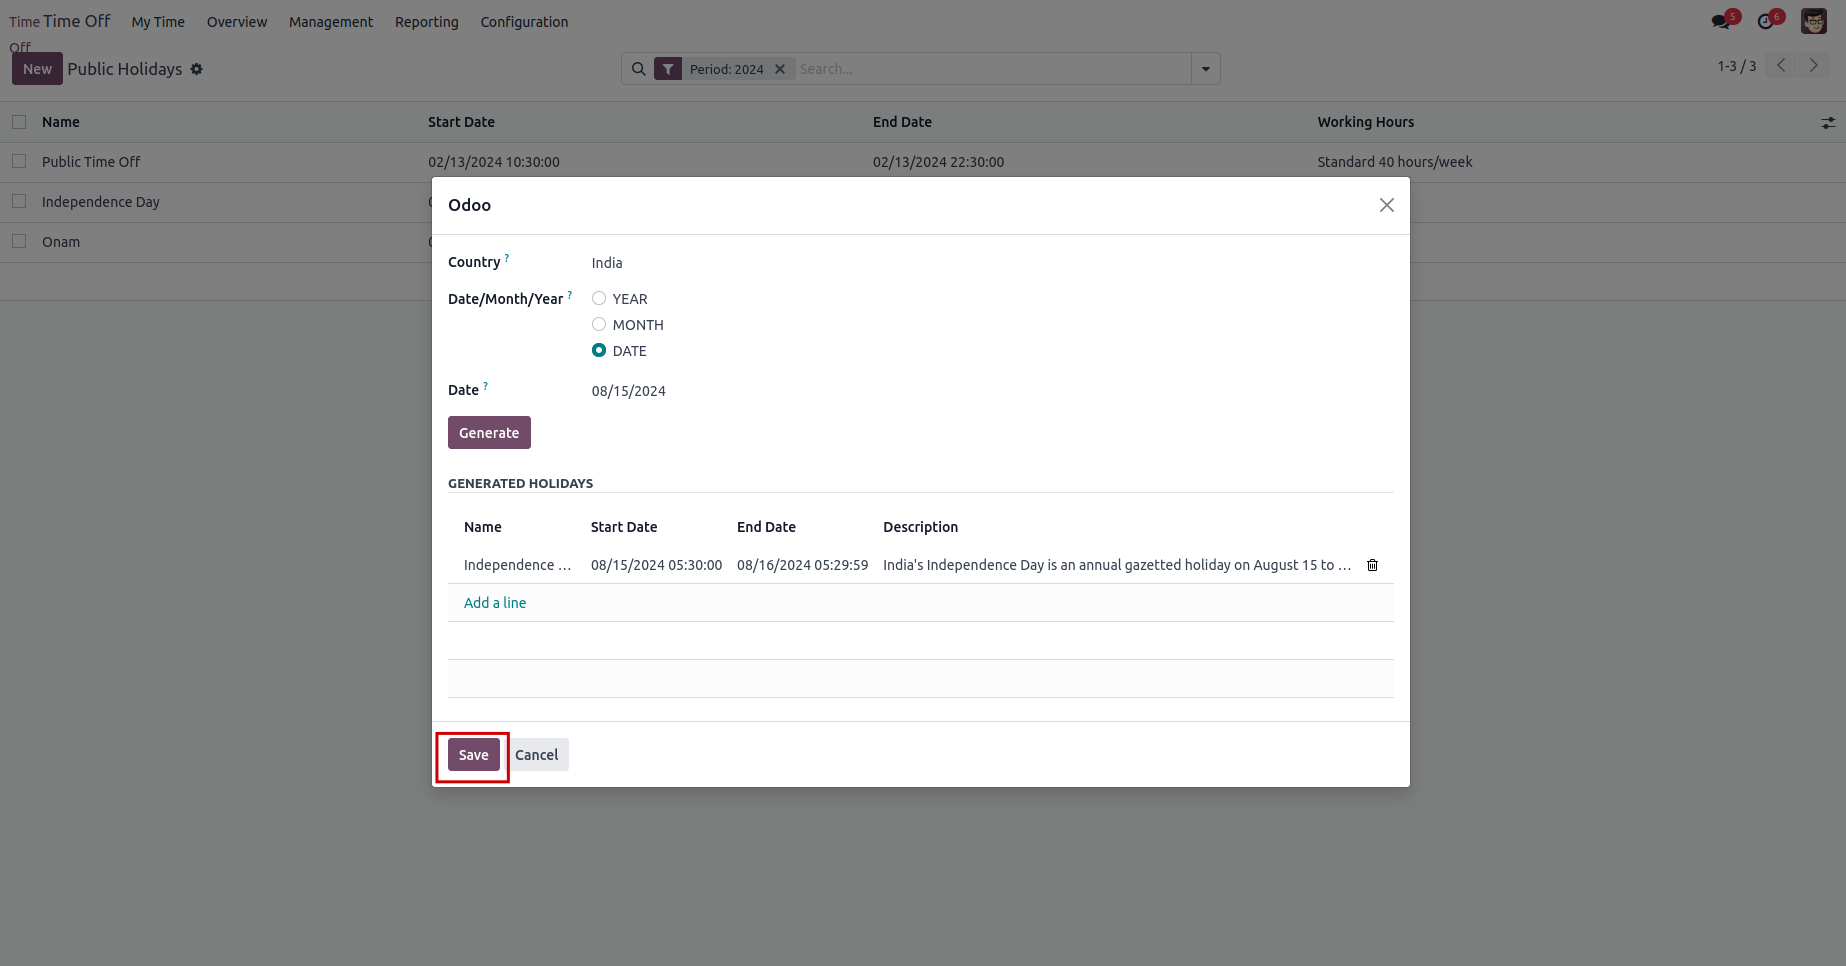 Time Off Time Off My Time Overview Management Reporting Configuration 5 6
New Public Holidays Period: 2024 Search... 1-3 / 3
Name Start Date End Date Working Hours
Public Time Off 02/13/2024 10:30:00 02/13/2024 22:30:00 Standard 40 hours/week
Independence Day
Onam
Odoo
Country ? India
Date/Month/Year ? YEAR
MONTH
DATE
Date ? 08/15/2024
Generate
GENERATED HOLIDAYS
Name Start Date End Date Description
Independence ... 08/15/2024 05:30:00 08/16/2024 05:29:59 India's Independence Day is an annual gazetted holiday on August 15 to ...
Add a line
Save Cancel